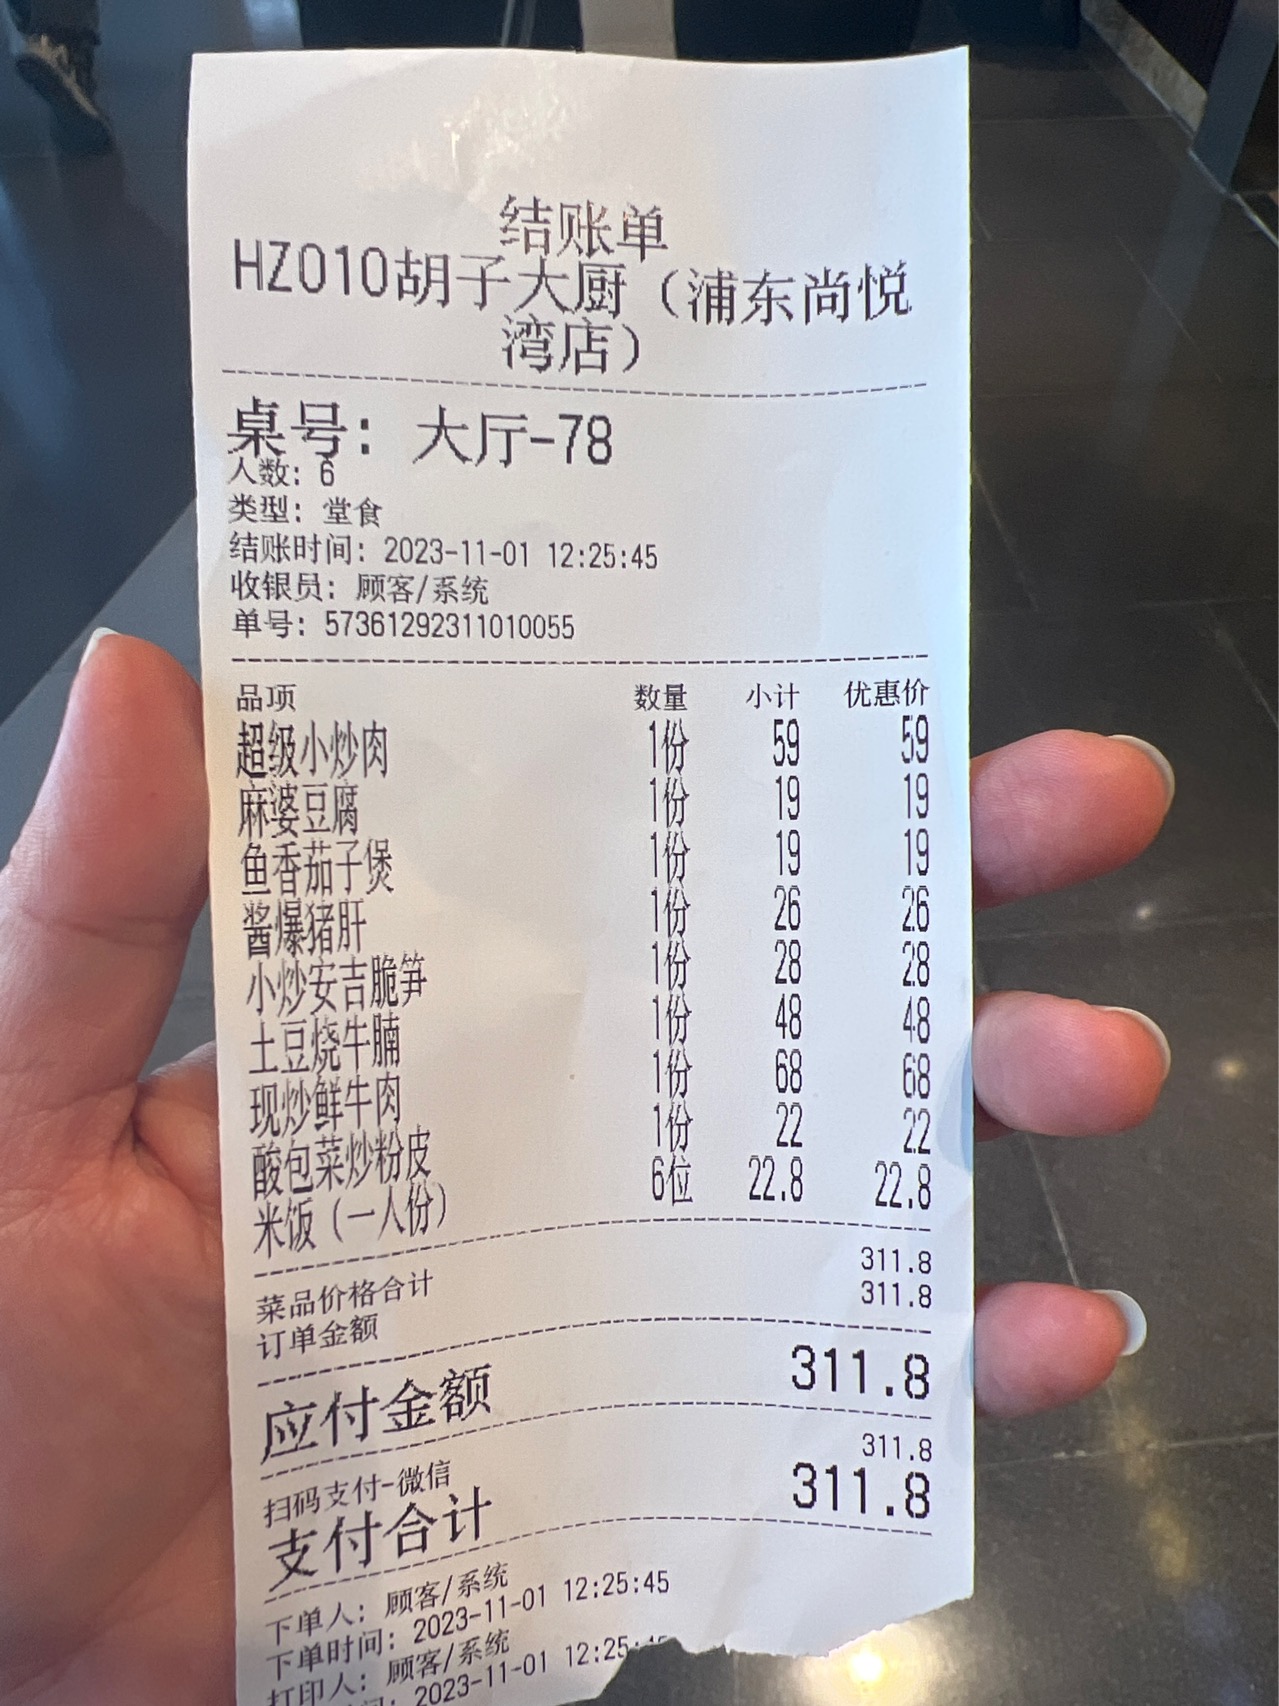 结账单
HZ010胡子大厨（浦东尚悦
湾店）
桌号：大厅-78
人数：6
类型：堂食
结账时间：2023-11-01 12:25:45
收银员：顾客/系统
单号：57361292311010055
品项 数量 小计 优惠价
超级小炒肉 1份 59 59
麻婆豆腐 1份 19 19
鱼香茄子煲 1份 19 19
酱爆猪肝 1份 26 26
小炒安吉脆笋 1份 28 28
土豆烧牛腩 1份 48 48
现炒鲜牛肉 1份 68 68
酸包菜炒粉皮 1份 22 22
米饭（一人份） 6位 22.8 22.8
菜品价格合计 311.8
订单金额 311.8
应付金额 311.8
扫码支付-微信 311.8
支付合计 311.8
下单人：顾客/系统
下单时间：2023-11-01 12:25:45
打印人：顾客/系统
2023-11-01 12:25